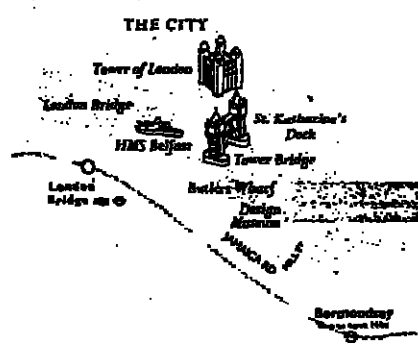 THE CITY
Tower of London
London Bridge
St. Katharine's
Dock
HMS Belfast
Tower Bridge
Butlers Wharf
Design
Museum
London
Bridge
JAMAICA RD
Bermondsey